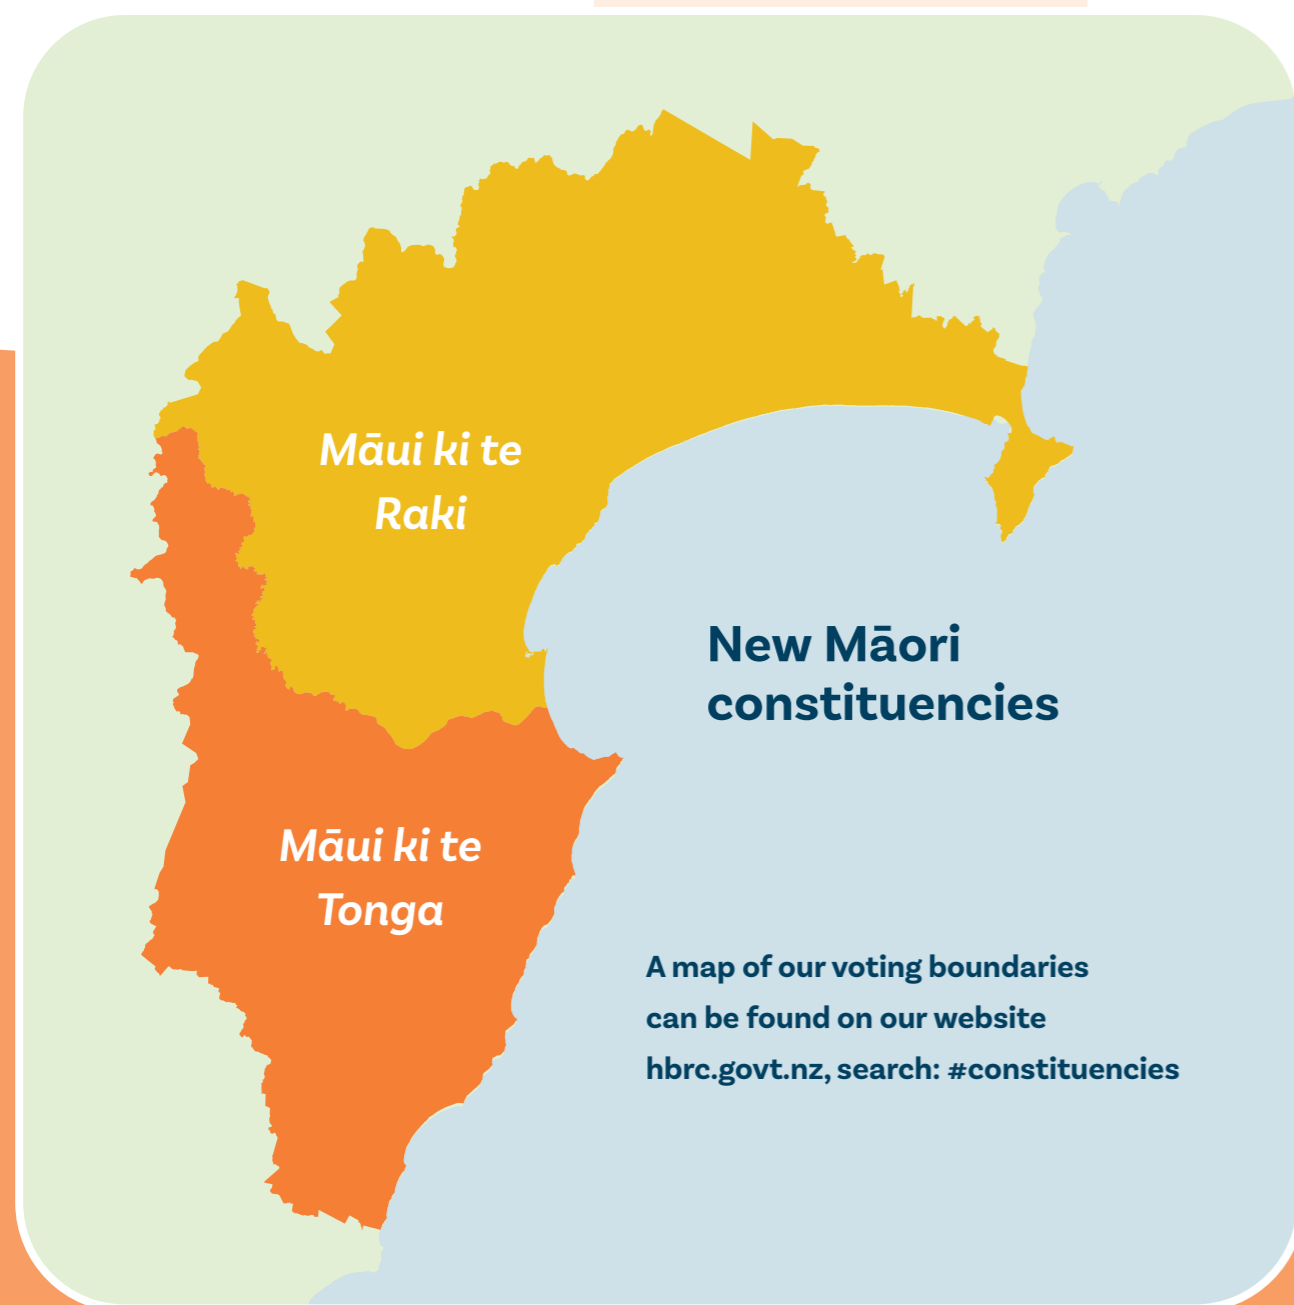 Māui ki te
Raki
New Māori
constituencies
Māui ki te
Tonga
A map of our voting boundaries
can be found on our website
hbrc.govt.nz, search: #constituencies